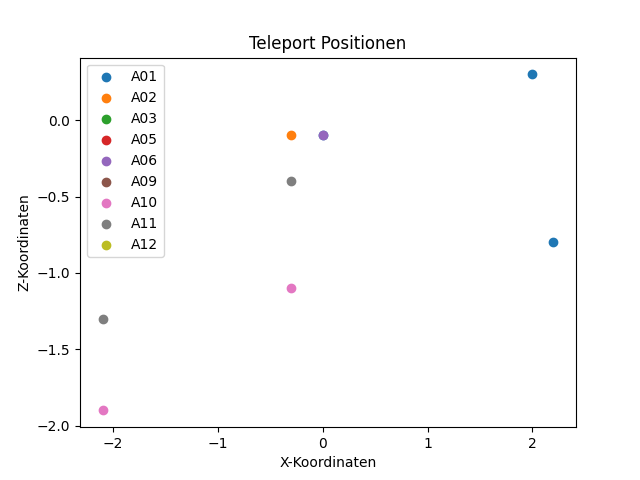 Teleport Positionen
A01
A02
A03
A05
A06
A09
A10
A11
A12
0.0
−0.5
−1.0
−1.5
−2.0
Z-Koordinaten
−2
−1
0
1
2
X-Koordinaten